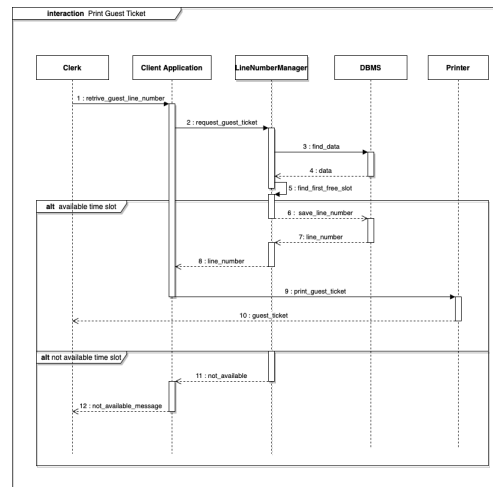 interaction Print Guest Ticket
Clerk
Client Application
LineNumberManager
DBMS
Printer
1 : retrive_guest_line_number
2 : request_guest_ticket
3 : find_data
4 : data
5 : find_first_free_slot
alt available time slot
6 : save_line_number
7: line_number
8 : line_number
9 : print_guest_ticket
10 : guest_ticket
alt not available time slot
11 : not_available
12 : not_available_message